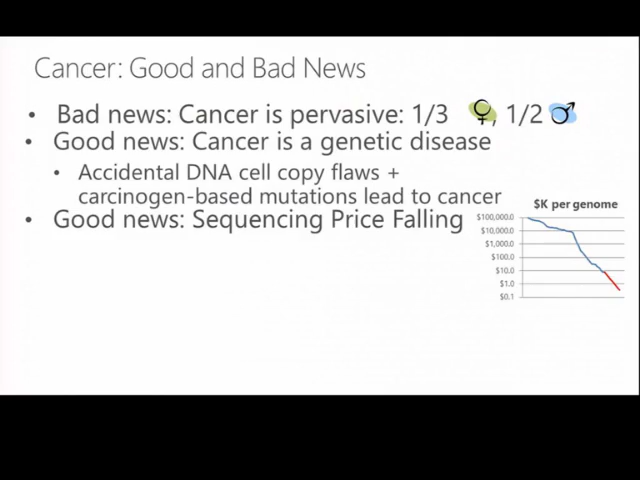 Cancer: Good and Bad News
• Bad news: Cancer is pervasive: 1/3 ♀, 1/2 ♂
• Good news: Cancer is a genetic disease
• Accidental DNA cell copy flaws +
carcinogen-based mutations lead to cancer
• Good news: Sequencing Price Falling
$K per genome
$100,000.0
$10,000.0
$1,000.0
$100.0
$10.0
$1.0
$0.1